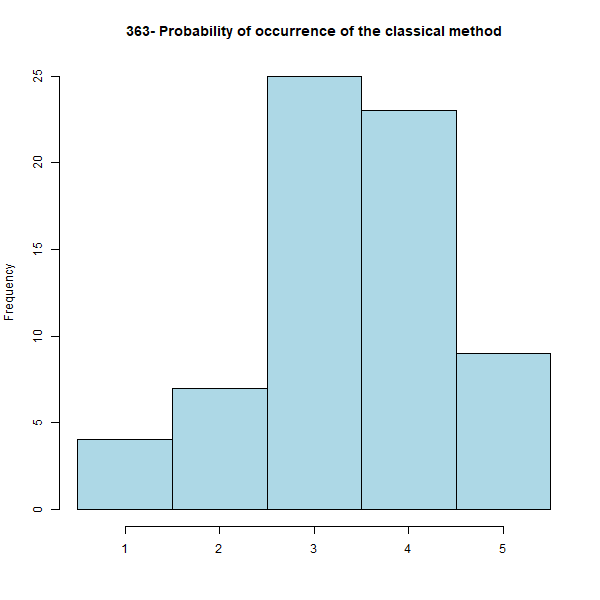 363- Probability of occurrence of the classical method
Frequency
25
20
15
10
5
0
1 2 3 4 5